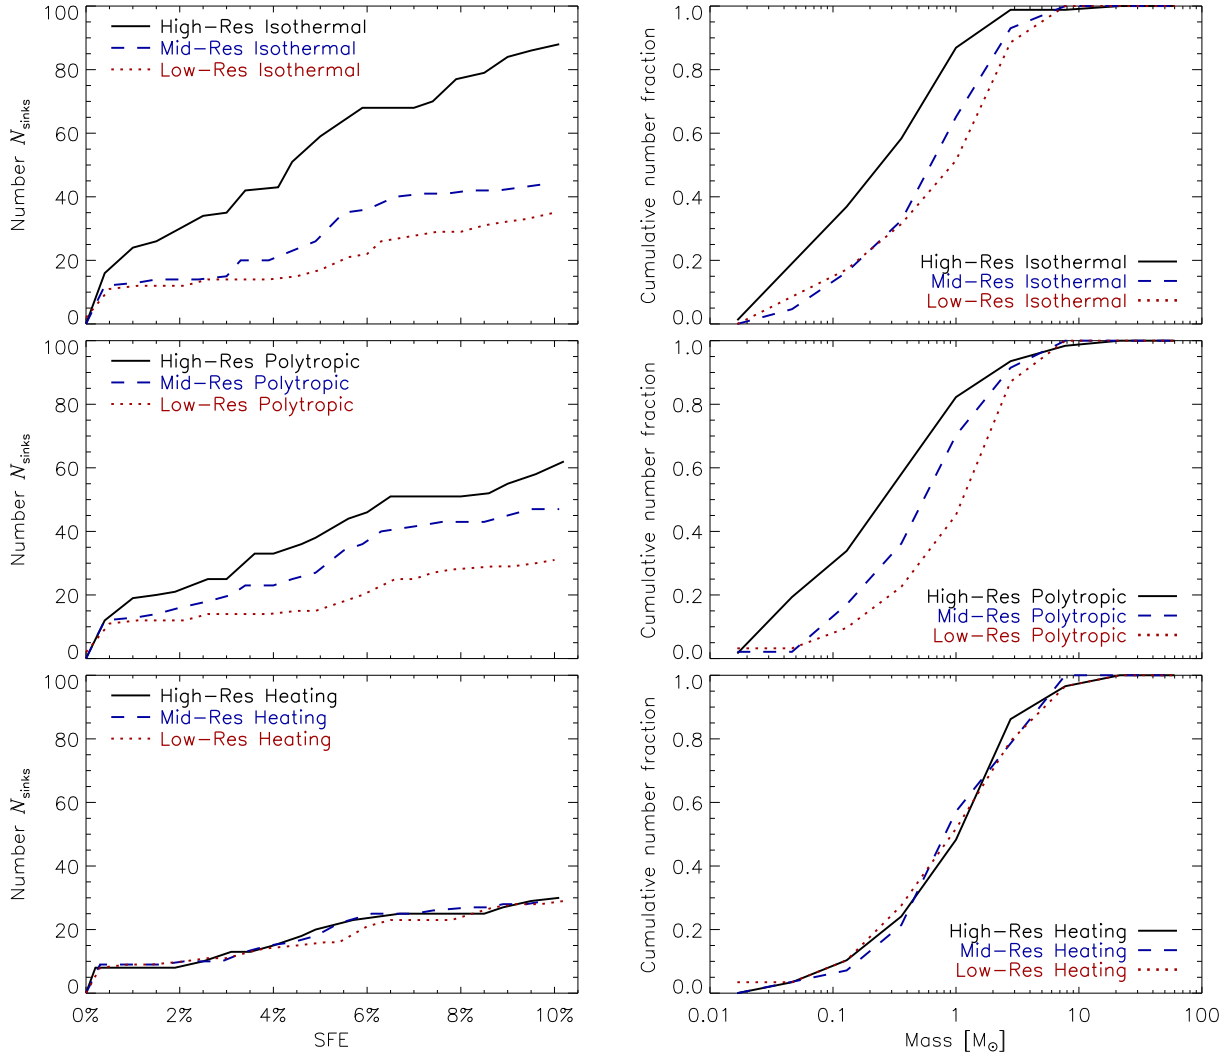 100
80
60
40
20
0
Number N_sinks
High-Res Isothermal
Mid-Res Isothermal
Low-Res Isothermal
1.0
0.8
0.6
0.4
0.2
0.0
Cumulative number fraction
High-Res Isothermal
Mid-Res Isothermal
Low-Res Isothermal
100
80
60
40
20
0
Number N_sinks
High-Res Polytropic
Mid-Res Polytropic
Low-Res Polytropic
1.0
0.8
0.6
0.4
0.2
0.0
Cumulative number fraction
High-Res Polytropic
Mid-Res Polytropic
Low-Res Polytropic
100
80
60
40
20
0
Number N_sinks
High-Res Heating
Mid-Res Heating
Low-Res Heating
0% 2% 4% 6% 8% 10%
SFE
1.0
0.8
0.6
0.4
0.2
0.0
Cumulative number fraction
High-Res Heating
Mid-Res Heating
Low-Res Heating
0.01 0.1 1 10 100
Mass [M⊙]